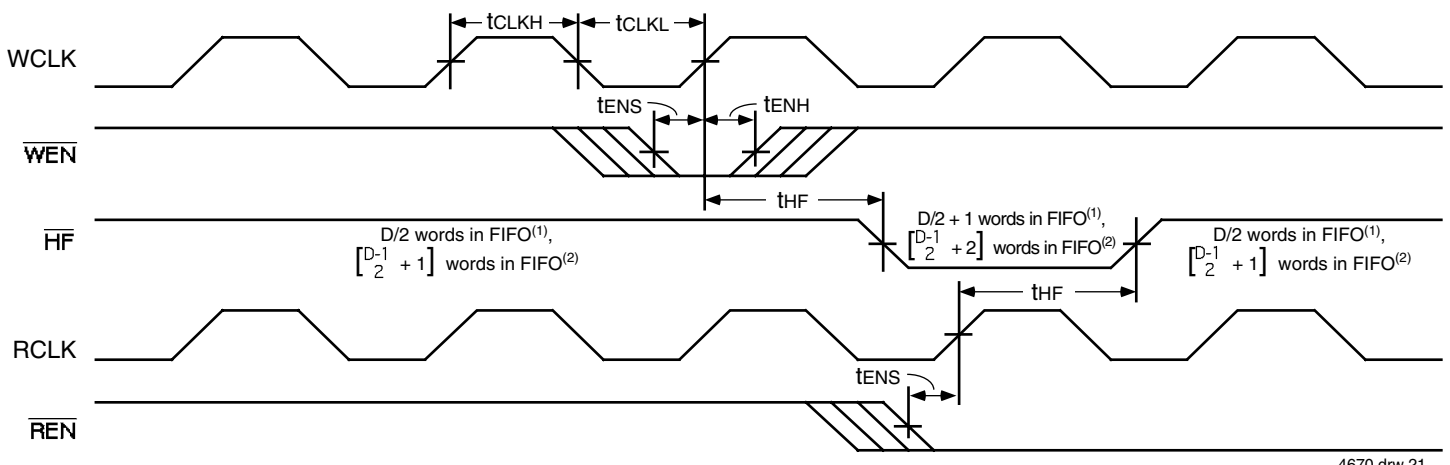 tCLKH tCLKL
WCLK
tENS tENH
WEN
tHF
HF
D/2 words in FIFO(1),
[D-1
2 + 1] words in FIFO(2)
D/2 + 1 words in FIFO(1),
[D-1
2 + 2] words in FIFO(2)
D/2 words in FIFO(1),
[D-1
2 + 1] words in FIFO(2)
tHF
RCLK
tENS
REN
4670 drw 21